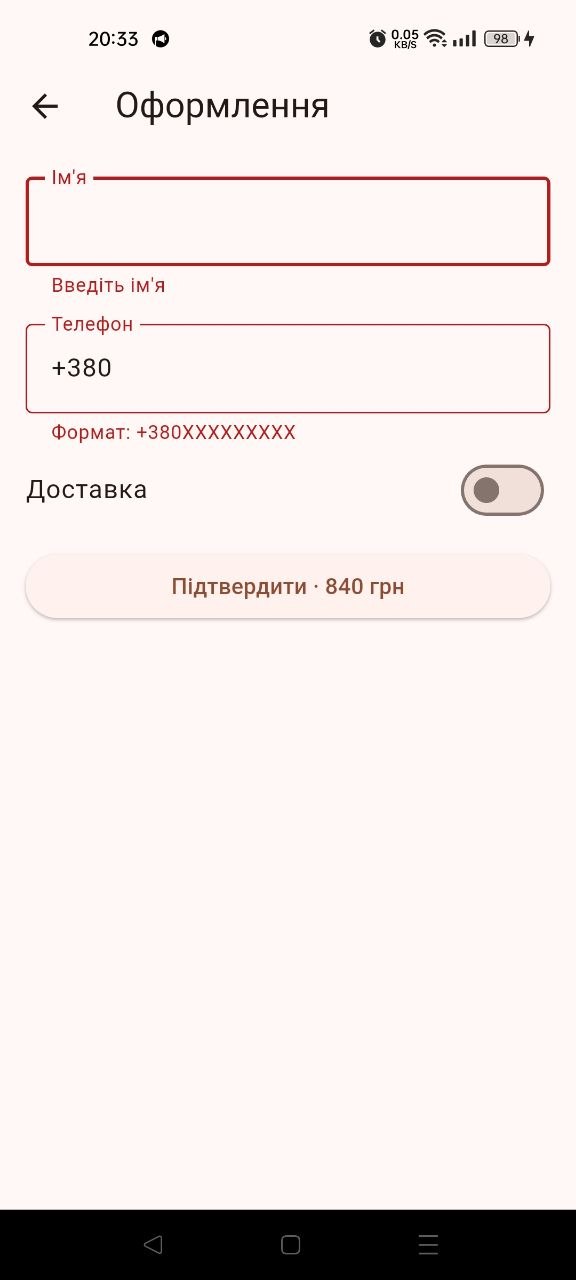 20:33
0.05
KB/S
98
Оформлення
Ім'я
Введіть ім'я
Телефон
+380
Формат: +380XXXXXXXXX
Доставка
Підтвердити · 840 грн